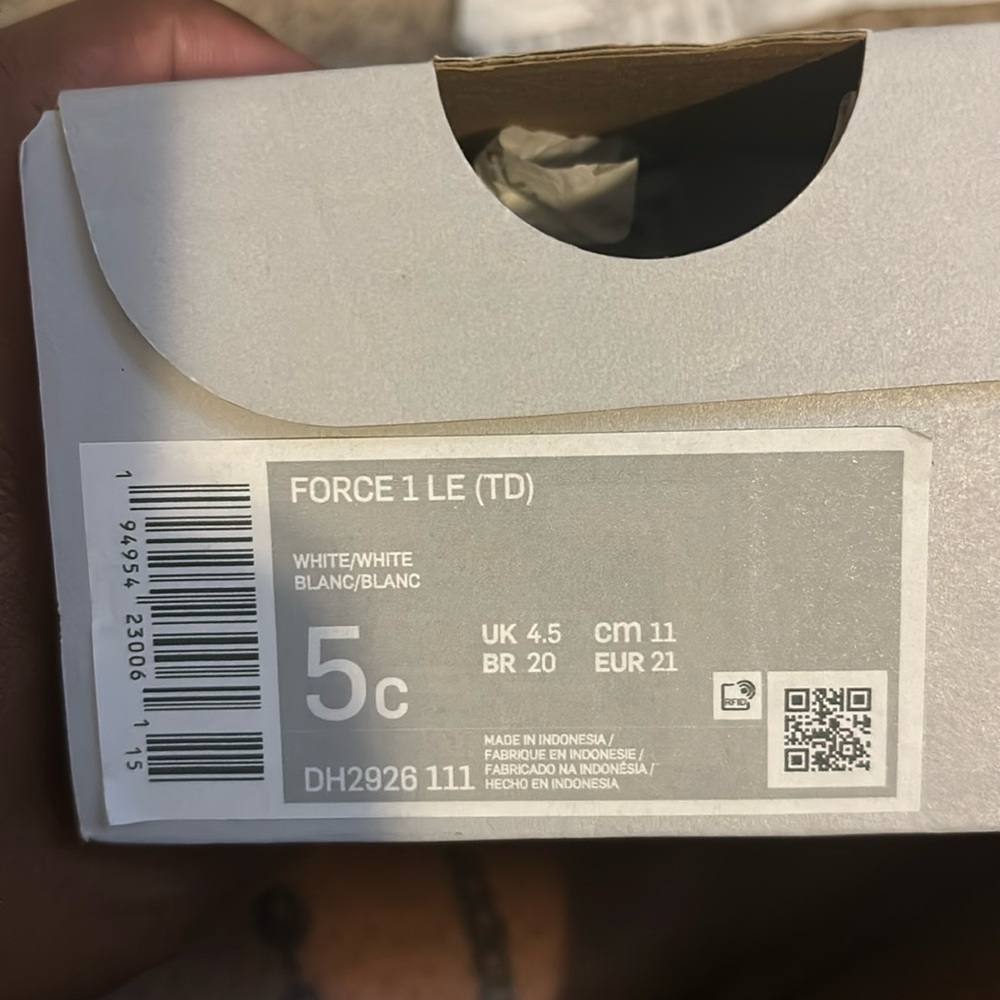 FORCE 1 LE (TD)
WHITE/WHITE
BLANC/BLANC
5c
UK 4.5 cm 11
BR 20 EUR 21
RFID
DH2926 111
MADE IN INDONESIA /
FABRIQUE EN INDONESIE /
FABRICADO NA INDONÉSIA /
HECHO EN INDONESIA
1 94954 23006 1 15